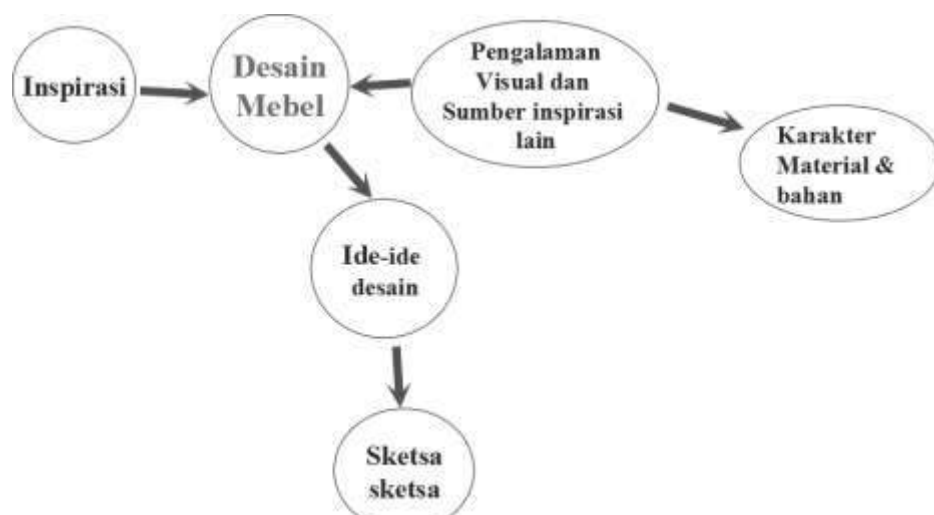 Inspirasi
Desain
Mebel
Pengalaman
Visual dan
Sumber inspirasi
lain
Karakter
Material &
bahan
Ide-ide
desain
Sketsa
sketsa